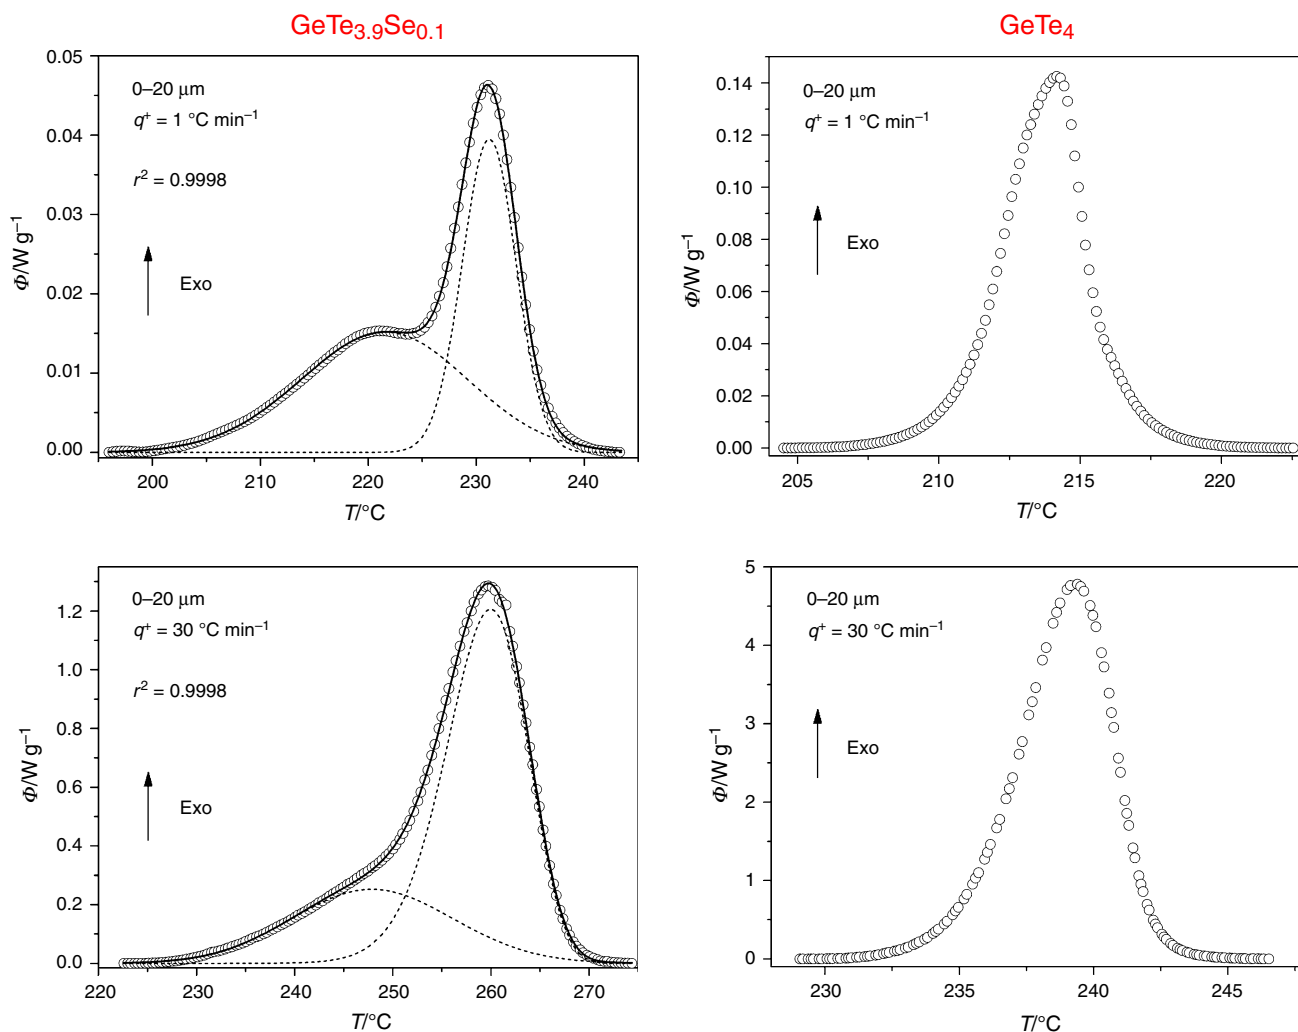 GeTe₃.₉Se₀.₁
0–20 μm
q⁺ = 1 °C min⁻¹
r² = 0.9998
Exo
Φ/W g⁻¹
0.05
0.04
0.03
0.02
0.01
0.00
200 210 220 230 240
T/°C
GeTe₄
0–20 μm
q⁺ = 1 °C min⁻¹
Exo
Φ/W g⁻¹
0.14
0.12
0.10
0.08
0.06
0.04
0.02
0.00
205 210 215 220
T/°C
0–20 μm
q⁺ = 30 °C min⁻¹
r² = 0.9998
Exo
Φ/W g⁻¹
1.2
1.0
0.8
0.6
0.4
0.2
0.0
220 230 240 250 260 270
T/°C
0–20 μm
q⁺ = 30 °C min⁻¹
Exo
Φ/W g⁻¹
5
4
3
2
1
0
230 235 240 245
T/°C